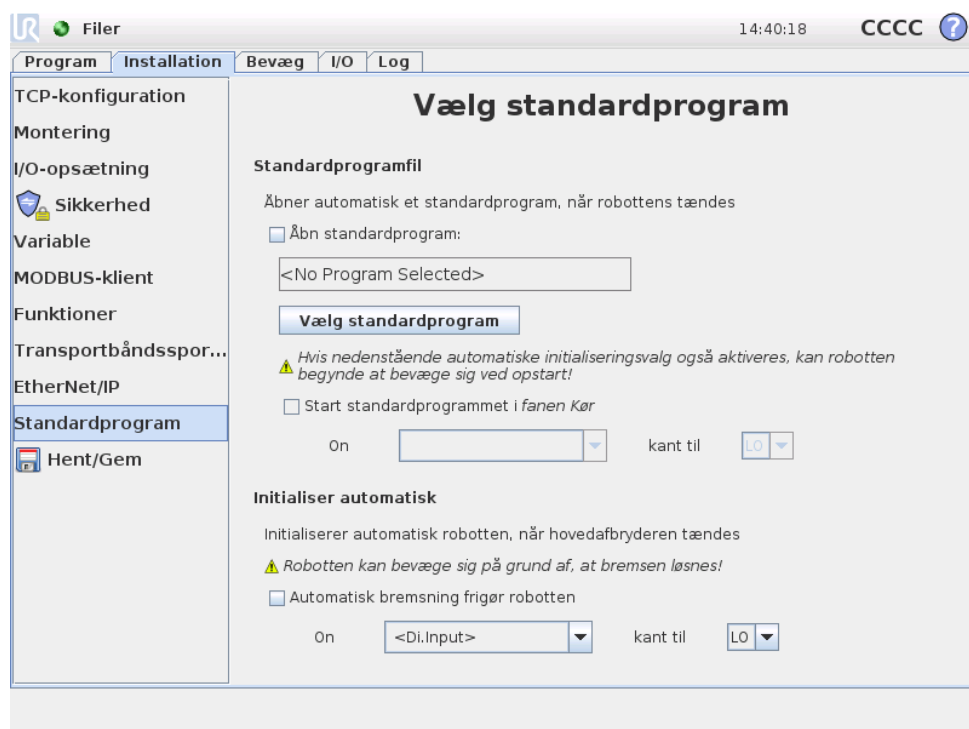 UR Filer 14:40:18 CCCC ?
Program Installation Bevæg I/O Log
TCP-konfiguration
Montering
I/O-opsætning
Sikkerhed
Variable
MODBUS-klient
Funktioner
Transportbåndsspor...
EtherNet/IP
Standardprogram
Hent/Gem
Vælg standardprogram
Standardprogramfil
Åbner automatisk et standardprogram, når robottens tændes
Åbn standardprogram:
<No Program Selected>
Vælg standardprogram
Hvis nedenstående automatiske initialiseringsvalg også aktiveres, kan robotten
begynde at bevæge sig ved opstart!
Start standardprogrammet i fanen Kør
On kant til LO
Initialiser automatisk
Initialiserer automatisk robotten, når hovedafbryderen tændes
Robotten kan bevæge sig på grund af, at bremsen løsnes!
Automatisk bremsning frigør robotten
On <Di.Input> kant til LO